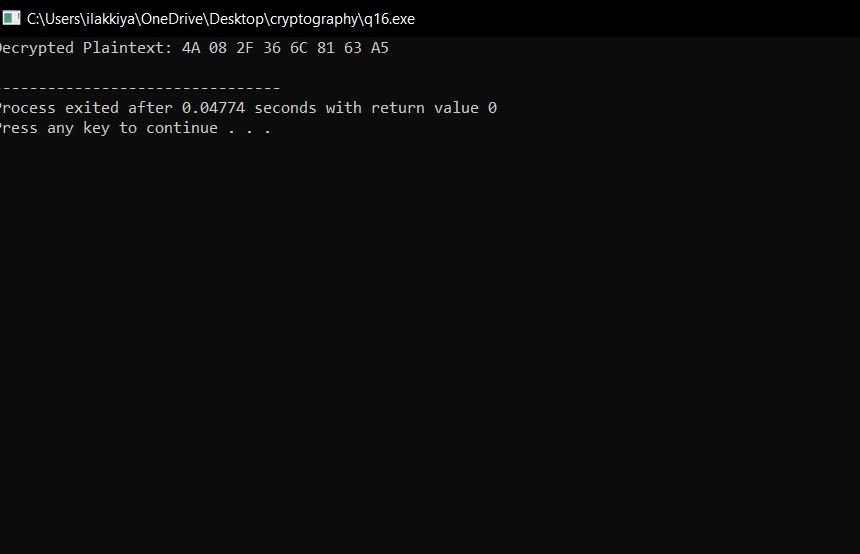 C:\Users\ilakkiya\OneDrive\Desktop\cryptography\q16.exe
Decrypted Plaintext: 4A 08 2F 36 6C 81 63 A5
--------------------------------
Process exited after 0.04774 seconds with return value 0
Press any key to continue . . .